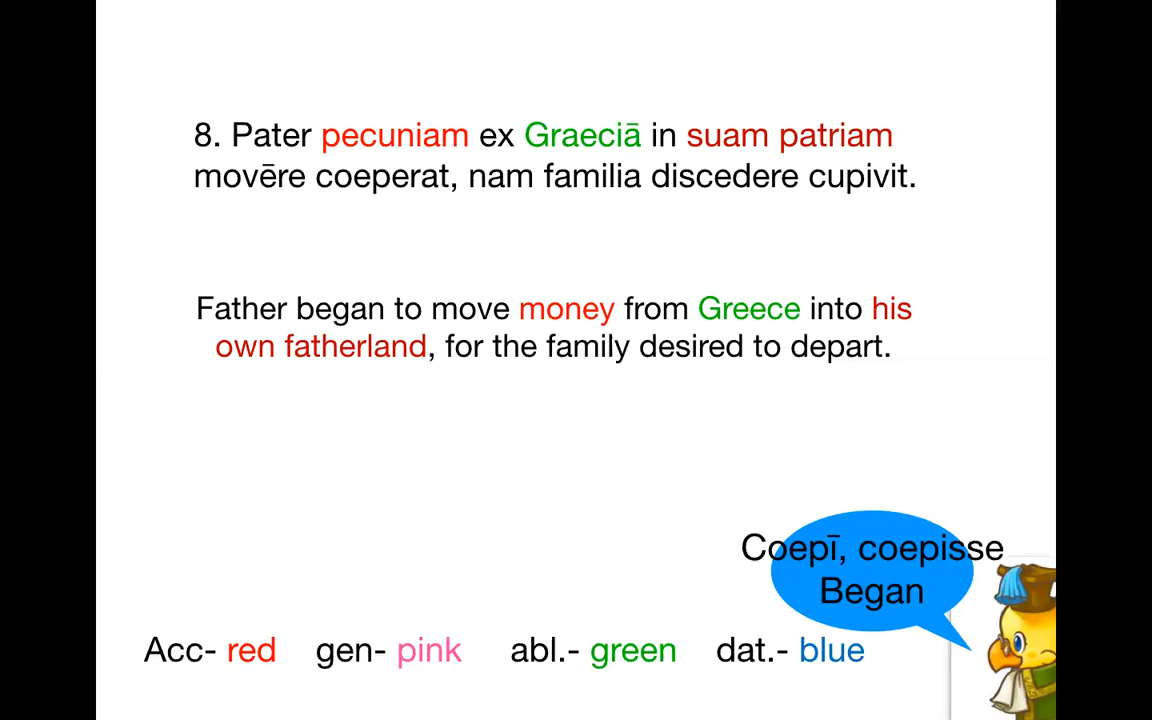 8. Pater pecuniam ex Graeciā in suam patriam
movēre coeperat, nam familia discedere cupivit.
Father began to move money from Greece into his
own fatherland, for the family desired to depart.
Coepī, coepisse
Began
Acc- red gen- pink abl.- green dat.- blue